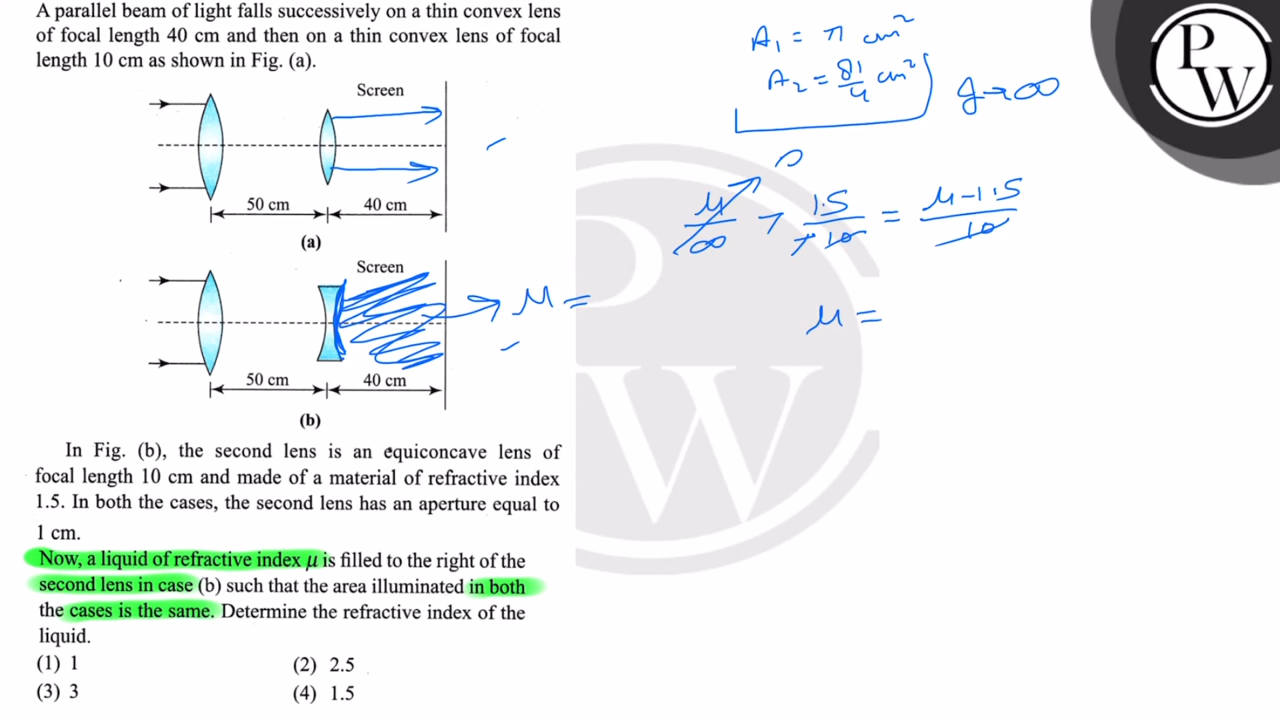 A parallel beam of light falls successively on a thin convex lens
of focal length 40 cm and then on a thin convex lens of focal
length 10 cm as shown in Fig. (a).
Screen
50 cm
40 cm
(a)
Screen
50 cm
40 cm
(b)
In Fig. (b), the second lens is an equiconcave lens of
focal length 10 cm and made of a material of refractive index
1.5. In both the cases, the second lens has an aperture equal to
1 cm.
Now, a liquid of refractive index μ is filled to the right of the
second lens in case (b) such that the area illuminated in both
the cases is the same. Determine the refractive index of the
liquid.
(1) 1
(2) 2.5
(3) 3
(4) 1.5
A₁ = π cm²
A₂ = 81/4 cm²
μ =
0
μ/∞
1.5
= μ-1.5/10
μ =
P
W
P
W